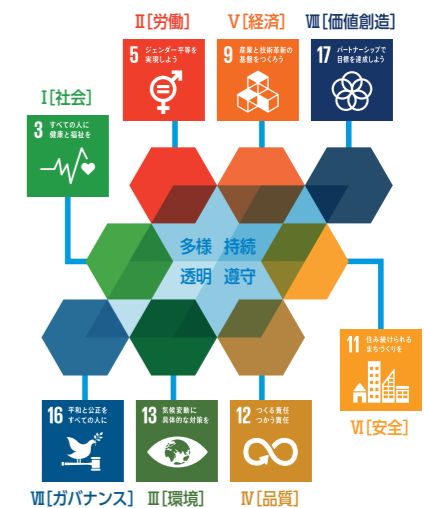 Ⅱ[労働]
Ⅴ[経済]
Ⅷ[価値創造]
5 ジェンダー平等を
実現しよう
9 産業と技術革新の
基盤をつくろう
17 パートナーシップで
目標を達成しよう
Ⅰ[社会]
3 すべての人に
健康と福祉を
多様 持続
透明 遵守
11 住み続けられる
まちづくりを
Ⅵ[安全]
16 平和と公正を
すべての人に
13 気候変動に
具体的な対策を
12 つくる責任
つかう責任
Ⅶ[ガバナンス]
Ⅲ[環境]
Ⅳ[品質]